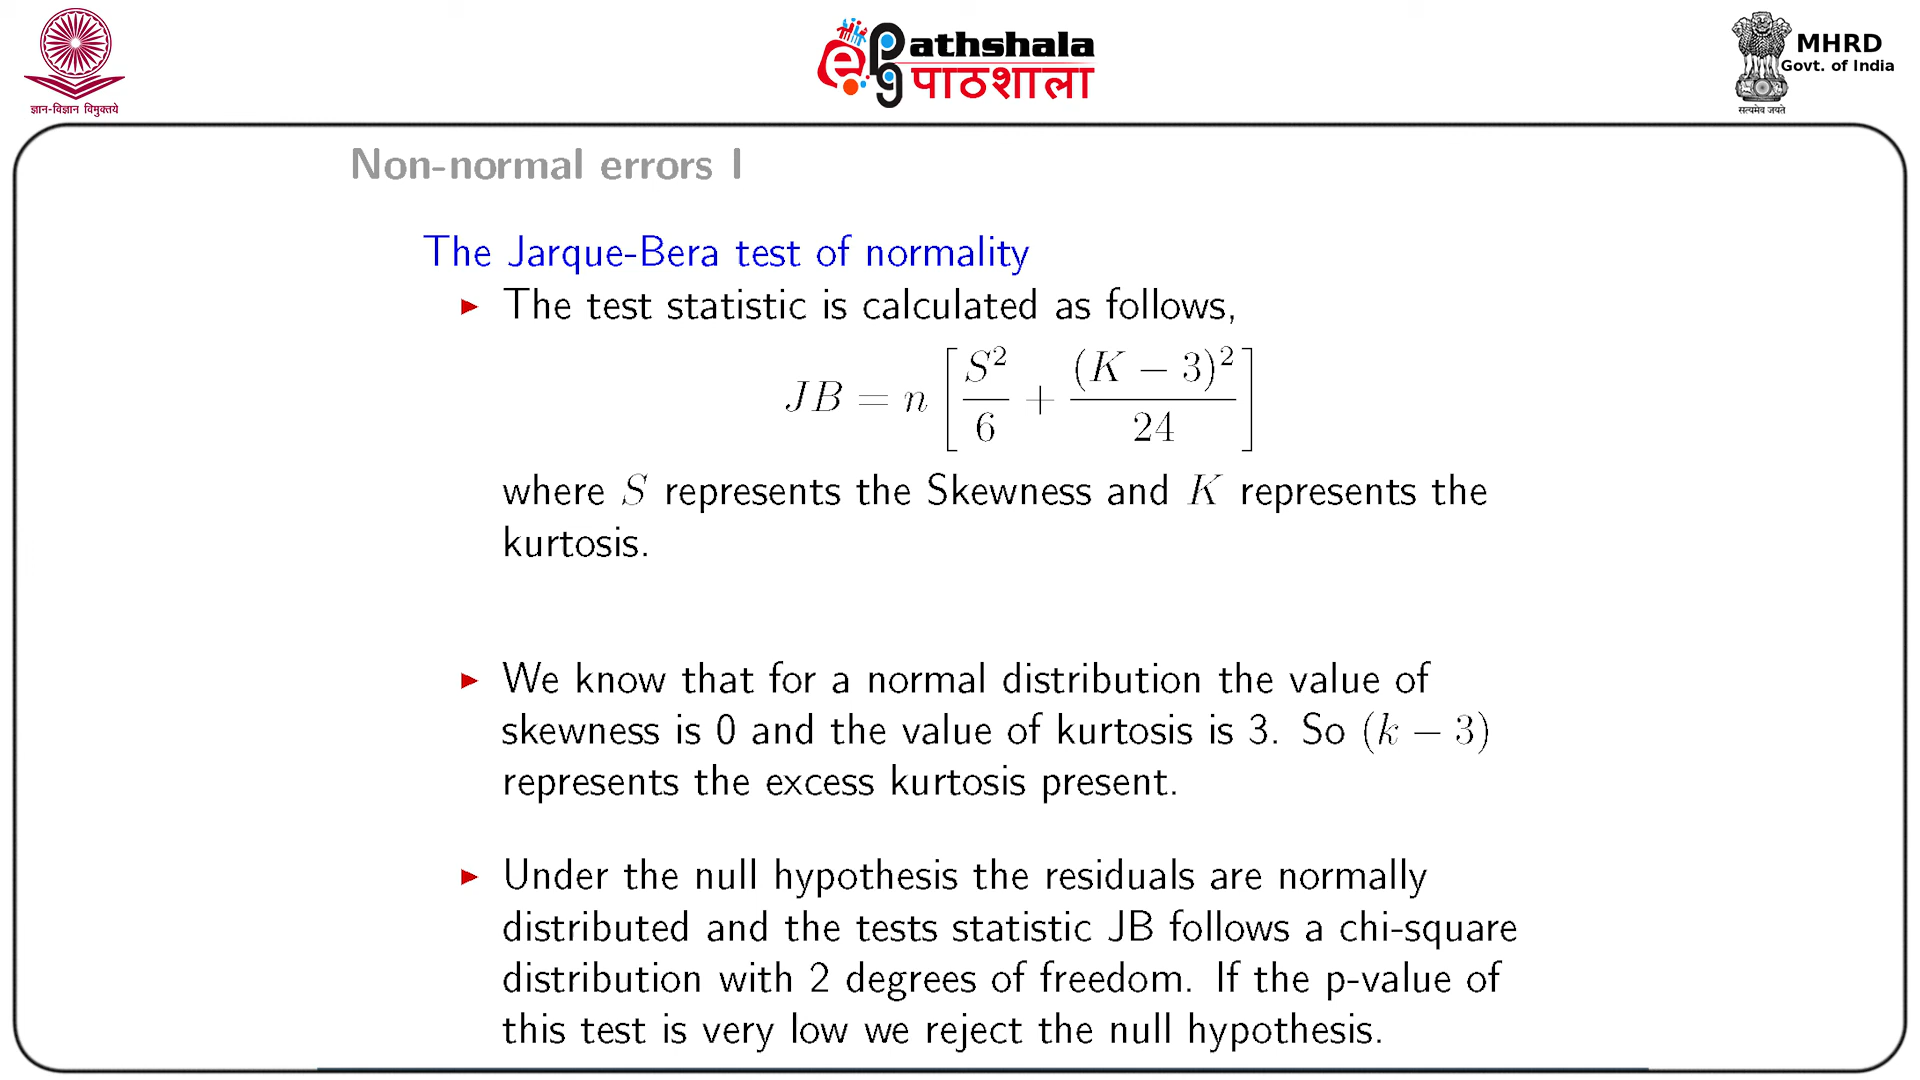 ज्ञान-विज्ञान विमुक्तये
ePG Pathshala
पाठशाला
MHRD
Govt. of India
सत्यमेव जयते
Non-normal errors I
The Jarque-Bera test of normality
▶ The test statistic is calculated as follows,
JB = n [ S²/6 + (K − 3)²/24 ]
where S represents the Skewness and K represents the
kurtosis.
▶ We know that for a normal distribution the value of
skewness is 0 and the value of kurtosis is 3. So (k − 3)
represents the excess kurtosis present.
▶ Under the null hypothesis the residuals are normally
distributed and the tests statistic JB follows a chi-square
distribution with 2 degrees of freedom. If the p-value of
this test is very low we reject the null hypothesis.